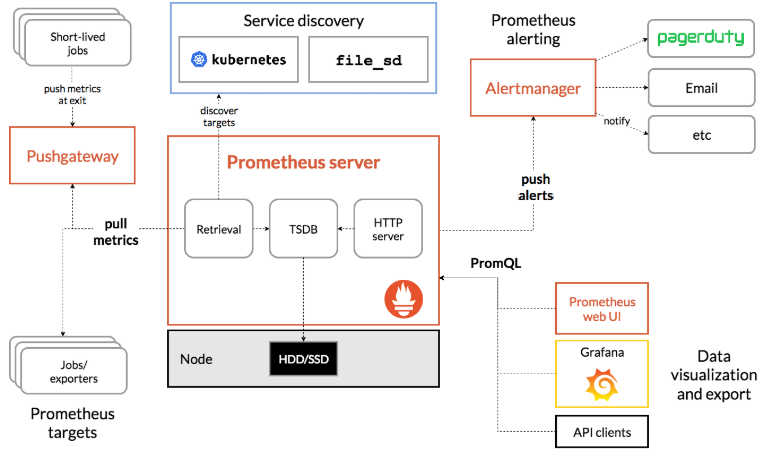 Short-lived
jobs
push metrics
at exit
Pushgateway
pull
metrics
Jobs/
exporters
Prometheus
targets
Service discovery
kubernetes
file_sd
discover
targets
Prometheus server
Retrieval
TSDB
HTTP
server
Node
HDD/SSD
Prometheus
alerting
Alertmanager
pagerduty
Email
notify
etc
push
alerts
PromQL
Prometheus
web UI
Grafana
API clients
Data
visualization
and export